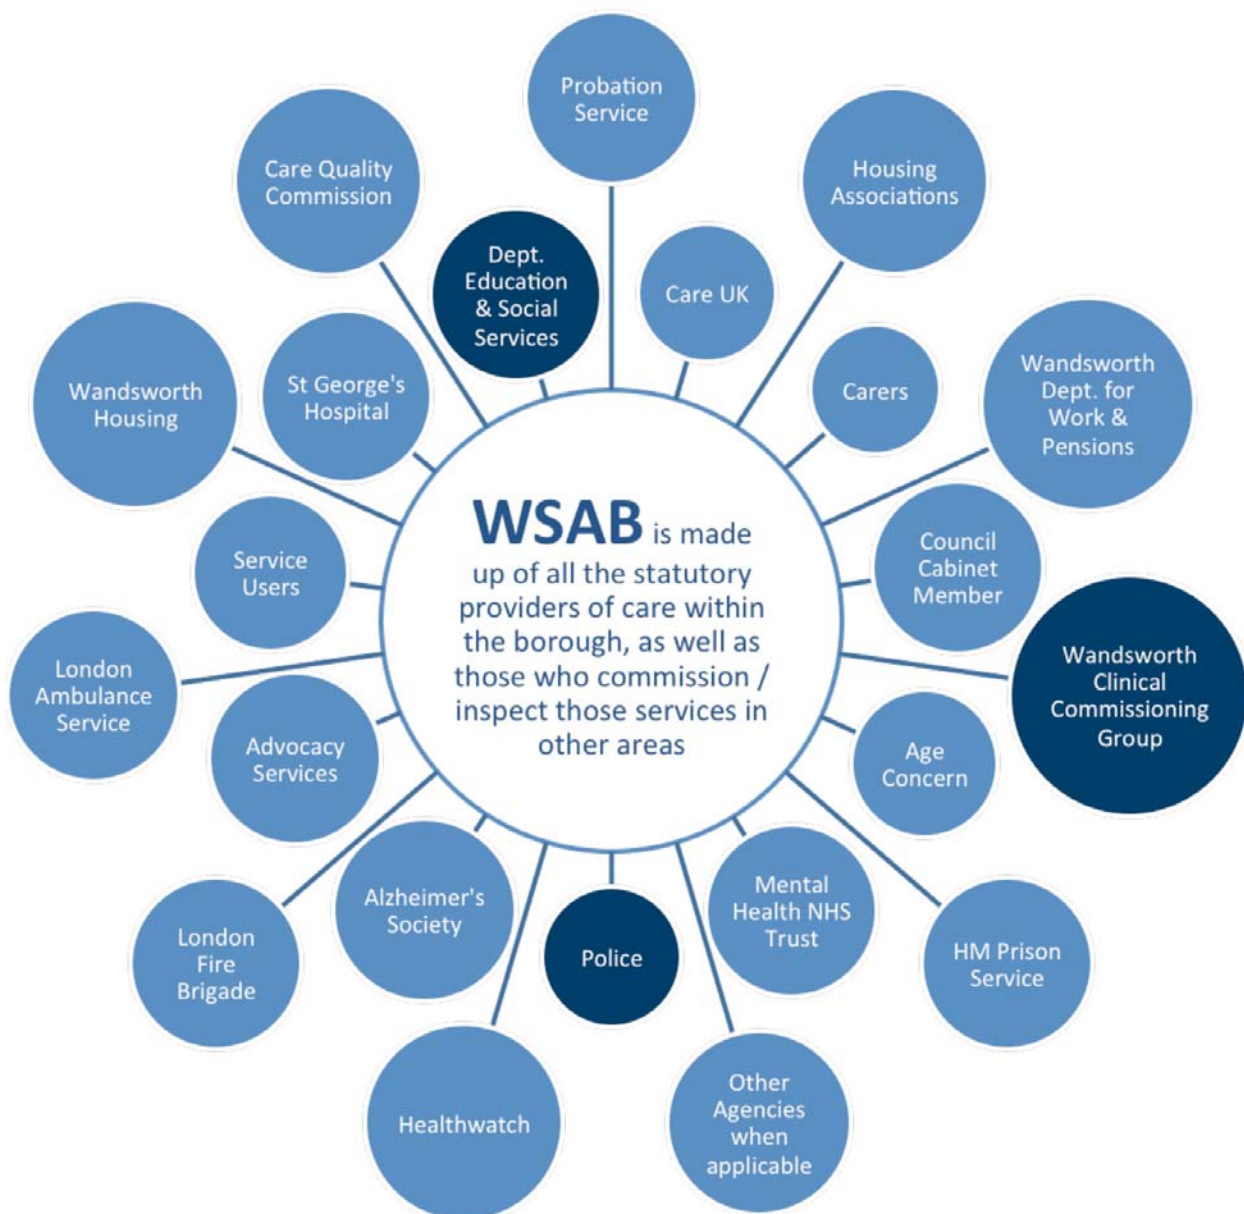 Probation
Service
Care Quality
Commission
Housing
Associations
Dept.
Education
& Social
Services
Care UK
Wandsworth
Housing
St George's
Hospital
Carers
Wandsworth
Dept. for
Work &
Pensions
WSAB is made
up of all the statutory
providers of care within
the borough, as well as
those who commission /
inspect those services in
other areas
Service
Users
Council
Cabinet
Member
London
Ambulance
Service
Wandsworth
Clinical
Commissioning
Group
Advocacy
Services
Age
Concern
London
Fire
Brigade
Alzheimer's
Society
Police
Mental
Health NHS
Trust
HM Prison
Service
Healthwatch
Other
Agencies
when
applicable